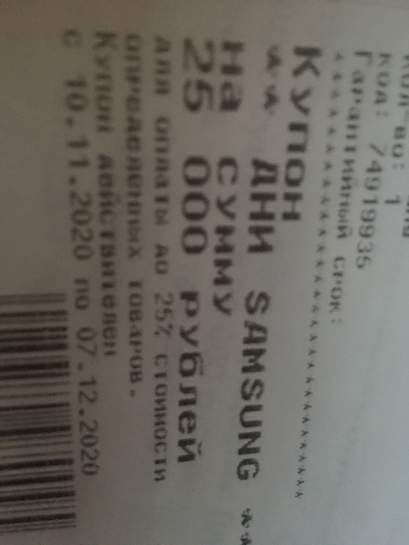 Кол-во: 1
Код: 74919935
Гарантийный срок:
**************************
Купон
** ДНИ SAMSUNG **
на сумму
25 000 рублей
для оплаты до 25% стоимости
определенных товаров.
Купон действителен
с 10.11.2020 по 07.12.2020